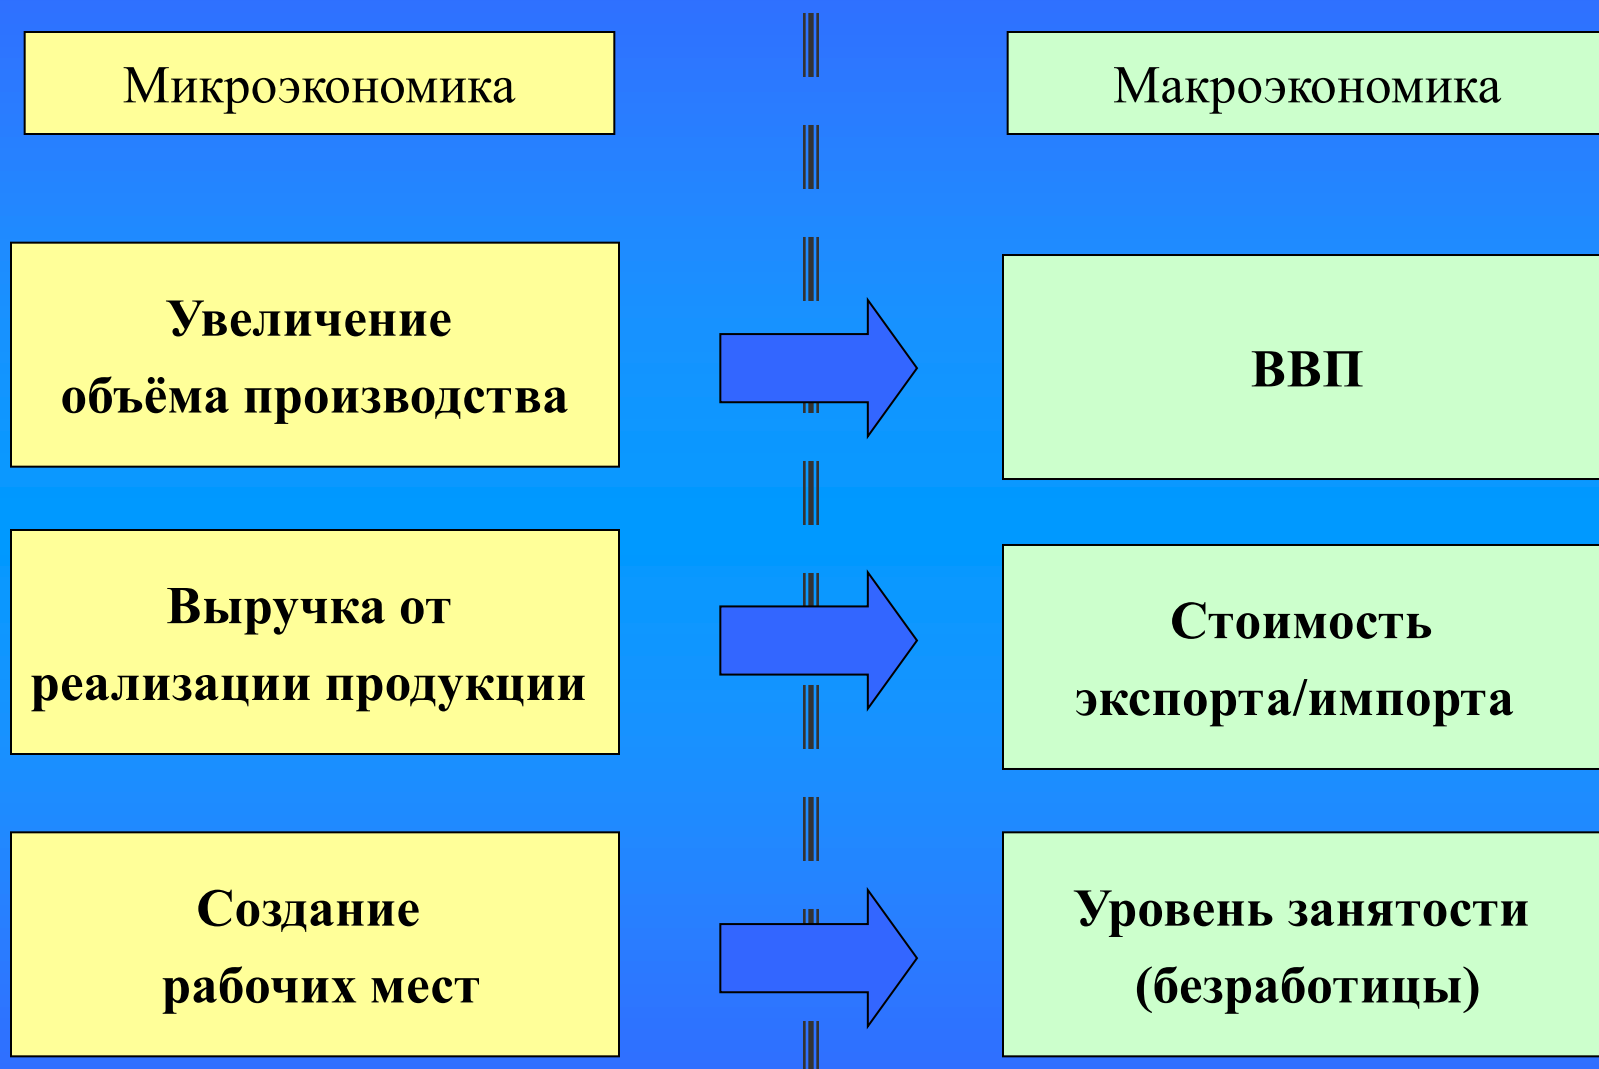 Микроэкономика
Макроэкономика
Увеличение
объёма производства
ВВП
Выручка от
реализации продукции
Стоимость
экспорта/импорта
Создание
рабочих мест
Уровень занятости
(безработицы)